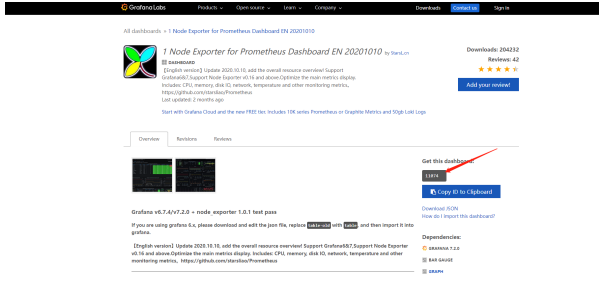 Grafana Labs
Products
Open source
Learn
Company
Downloads
Contact us
Sign In
All dashboards » 1 Node Exporter for Prometheus Dashboard EN 20201010
1 Node Exporter for Prometheus Dashboard EN 20201010 by StarsL.cn
DASHBOARD
【English version】Update 2020.10.10, add the overall resource overview! Support
Grafana6&7,Support Node Exporter v0.16 and above.Optimize the main metrics display.
Includes: CPU, memory, disk IO, network, temperature and other monitoring metrics。
https://github.com/starsliao/Prometheus
Last updated: 2 months ago
Start with Grafana Cloud and the new FREE tier. Includes 10K series Prometheus or Graphite Metrics and 50gb Loki Logs
Downloads: 204232
Reviews: 42
Add your review!
Overview
Revisions
Reviews
Get this dashboard:
11074
Copy ID to Clipboard
Download JSON
How do I import this dashboard?
Dependencies:
GRAFANA 7.2.0
BAR GAUGE
GRAPH
Grafana v6.7.4/v7.2.0 + node_exporter 1.0.1 test pass
If you are using grafana 6.x, please download and edit the json file, replace table-old with table, and then import it into
grafana.
【English version】Update 2020.10.10, add the overall resource overview! Support Grafana6&7,Support Node Exporter
v0.16 and above.Optimize the main metrics display. Includes: CPU, memory, disk IO, network, temperature and other
monitoring metrics。https://github.com/starsliao/Prometheus